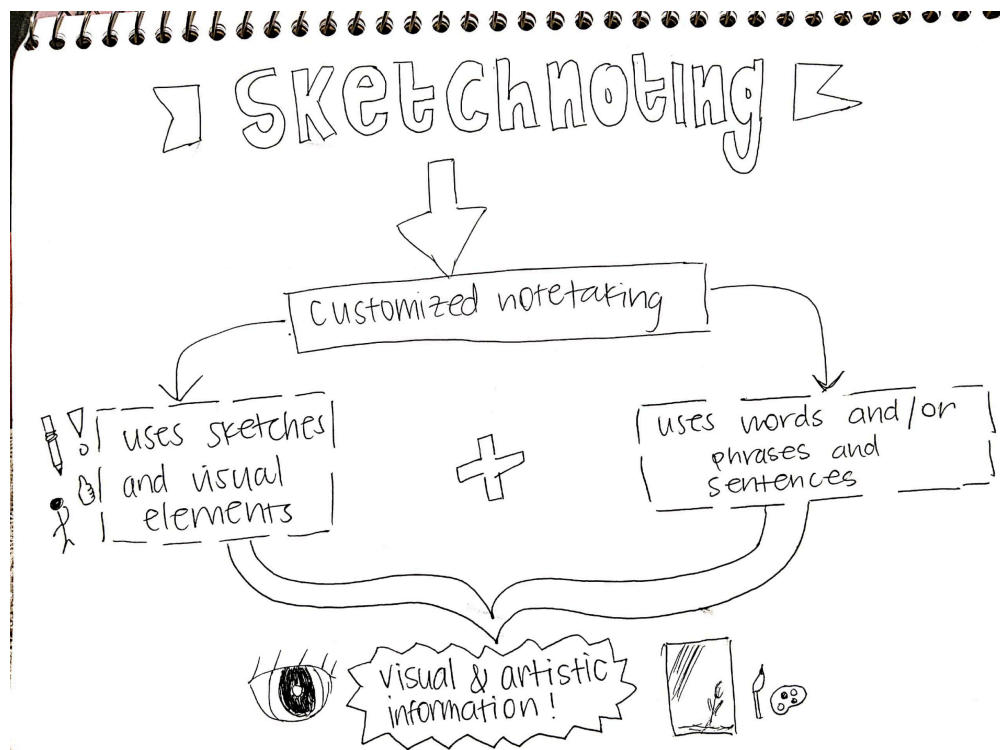 Sketchnoting
customized notetaking
uses sketches
and visual
elements
+
uses words and/or
phrases and
sentences
visual & artistic
information!